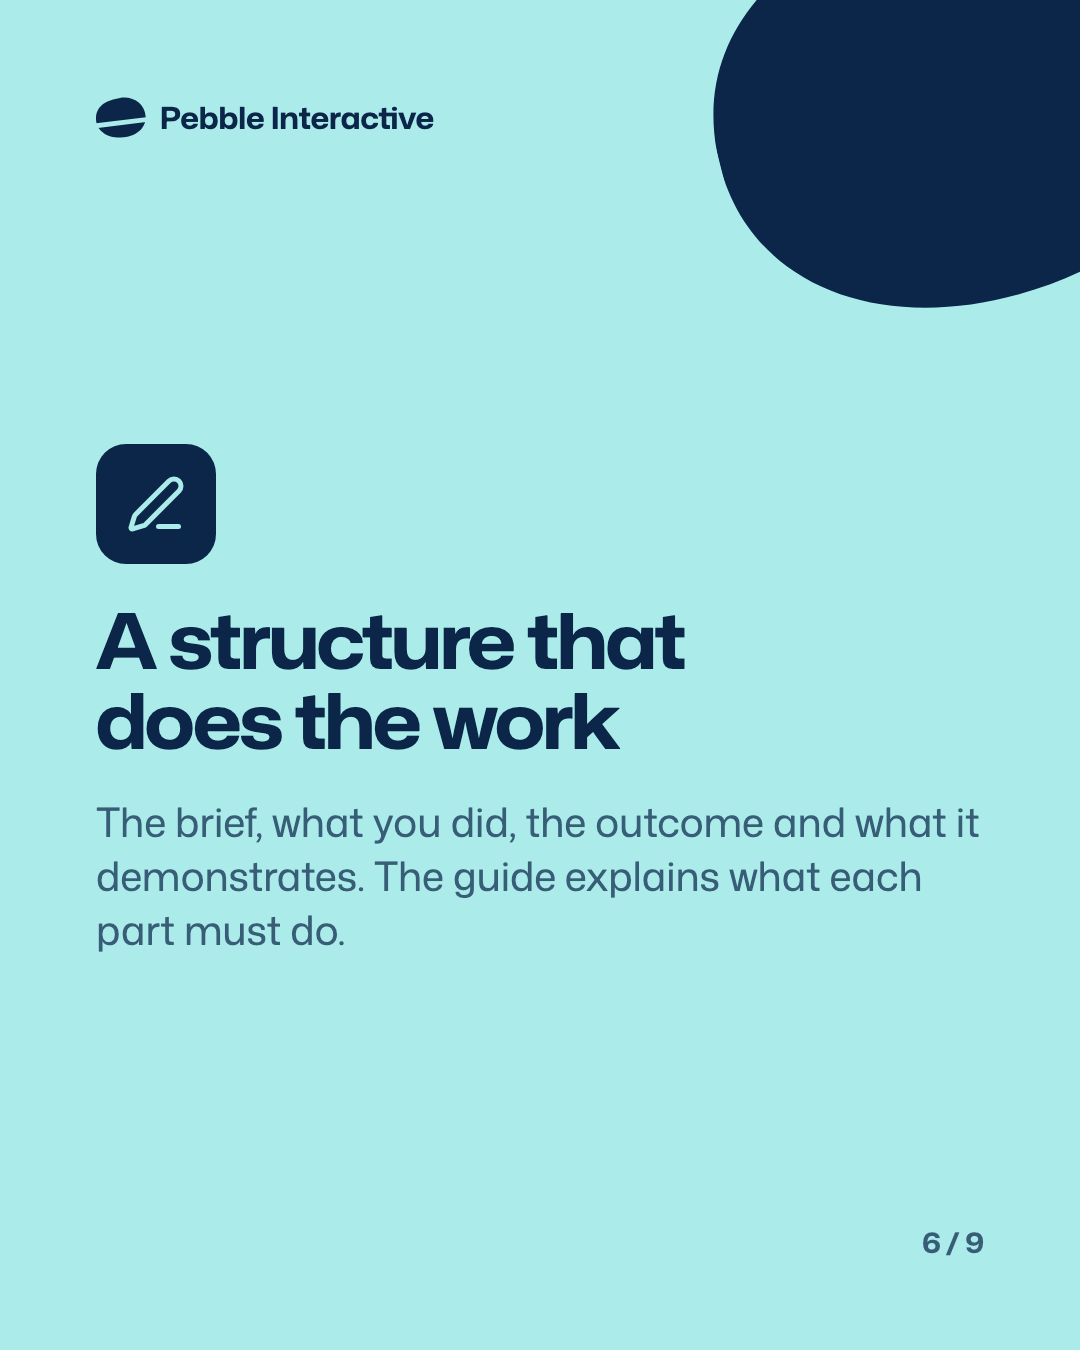 Pebble Interactive
A structure that
does the work
The brief, what you did, the outcome and what it
demonstrates. The guide explains what each
part must do.
6 / 9